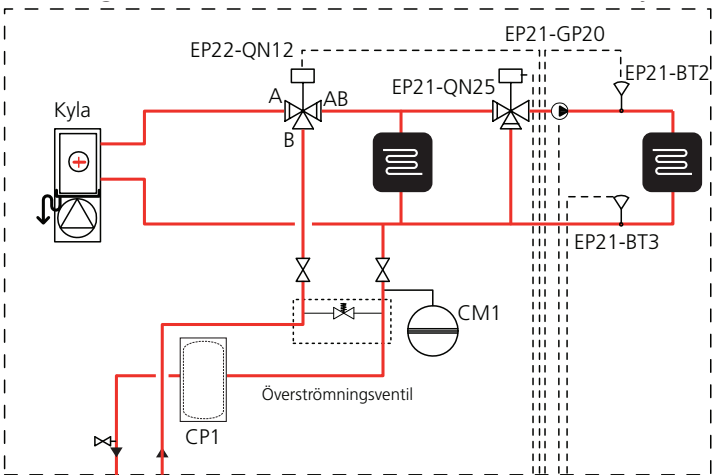 EP21-GP20
EP22-QN12
EP21-BT2
EP21-QN25
A
AB
Kyla
B
EP21-BT3
CM1
Överströmningsventil
CP1